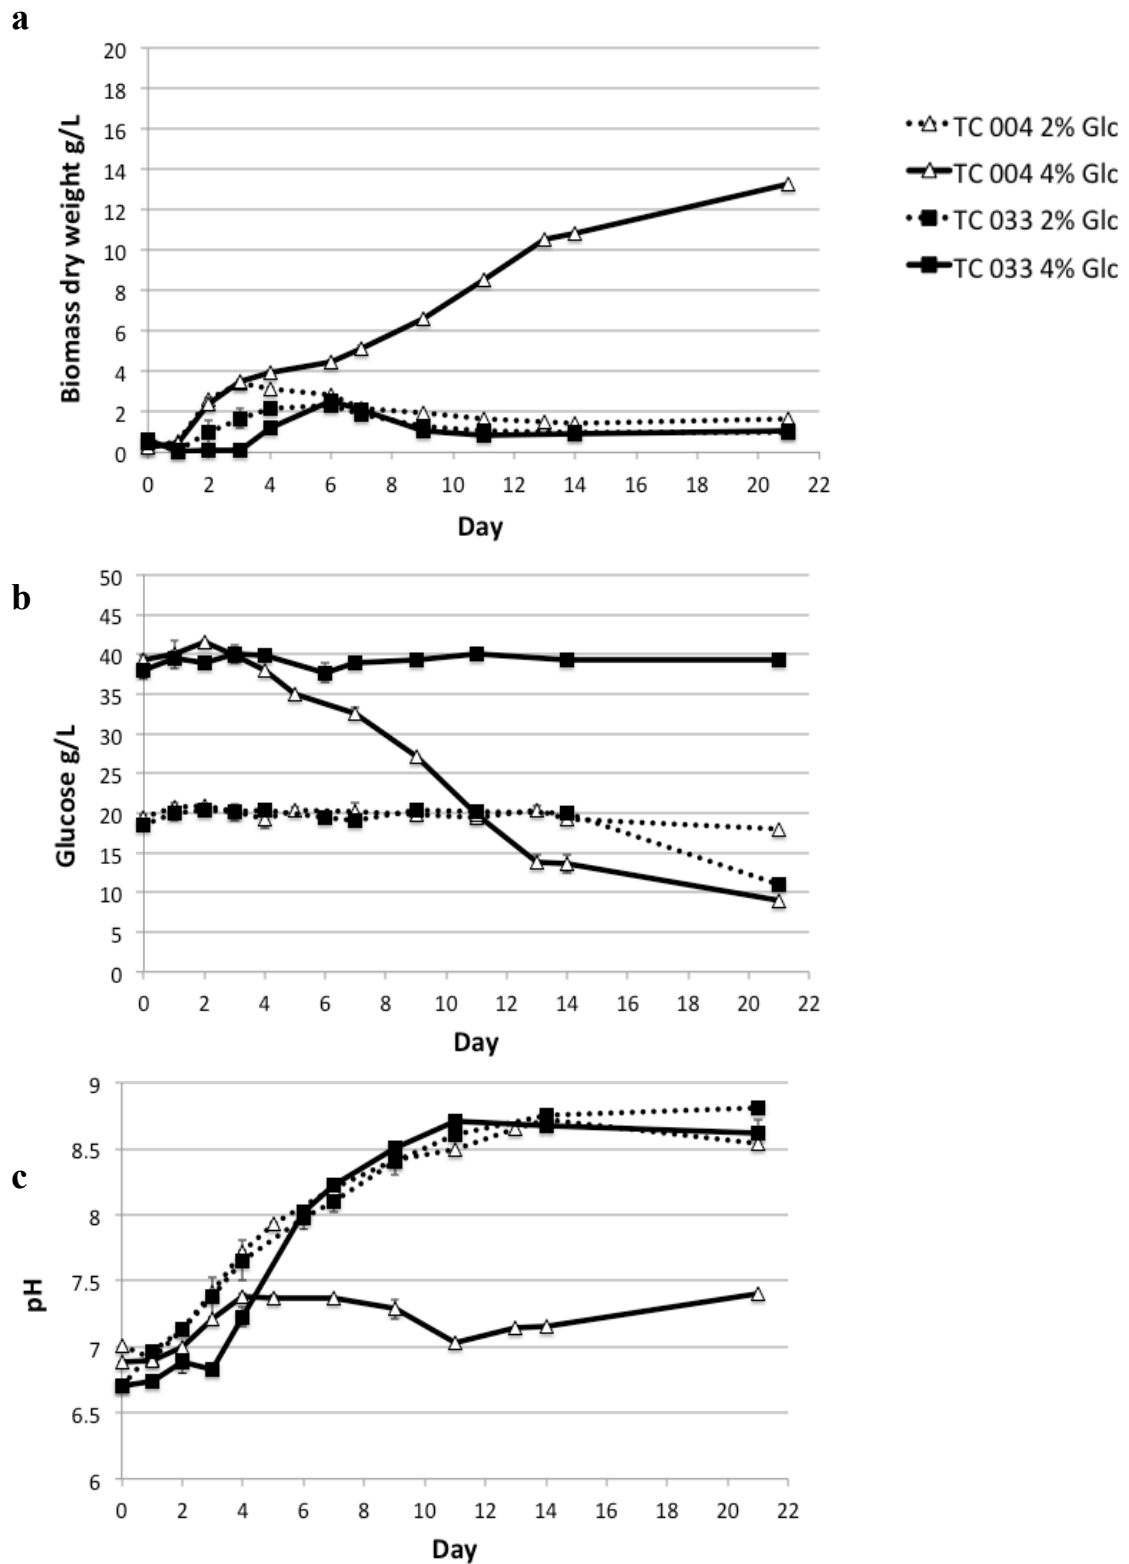 a
20
18
16
14
12
10
8
6
4
2
0
Biomass dry weight g/L
0 2 4 6 8 10 12 14 16 18 20 22
Day
TC 004 2% Glc
TC 004 4% Glc
TC 033 2% Glc
TC 033 4% Glc
b
50
45
40
35
30
25
20
15
10
5
0
Glucose g/L
0 2 4 6 8 10 12 14 16 18 20 22
Day
c
9
8.5
8
7.5
7
6.5
6
pH
0 2 4 6 8 10 12 14 16 18 20 22
Day